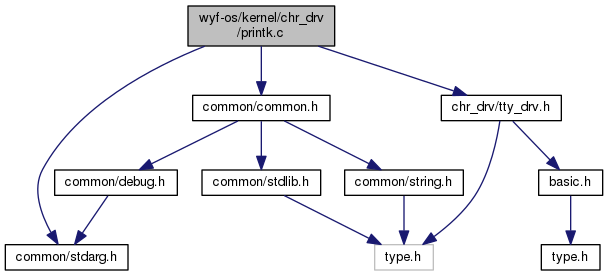 wyf-os/kernel/chr_drv
/printk.c
common/common.h
chr_drv/tty_drv.h
common/debug.h
common/stdlib.h
common/string.h
basic.h
common/stdarg.h
type.h
type.h